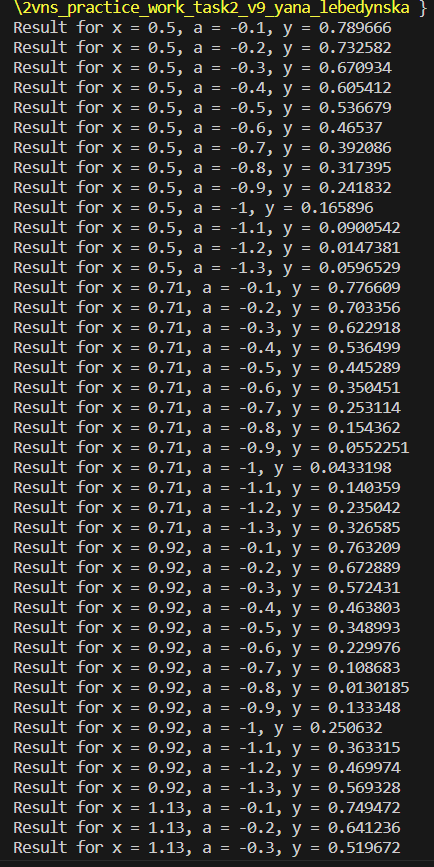 \2vns_practice_work_task2_v9_yana_lebedynska }
Result for x = 0.5, a = -0.1, y = 0.789666
Result for x = 0.5, a = -0.2, y = 0.732582
Result for x = 0.5, a = -0.3, y = 0.670934
Result for x = 0.5, a = -0.4, y = 0.605412
Result for x = 0.5, a = -0.5, y = 0.536679
Result for x = 0.5, a = -0.6, y = 0.46537
Result for x = 0.5, a = -0.7, y = 0.392086
Result for x = 0.5, a = -0.8, y = 0.317395
Result for x = 0.5, a = -0.9, y = 0.241832
Result for x = 0.5, a = -1, y = 0.165896
Result for x = 0.5, a = -1.1, y = 0.0900542
Result for x = 0.5, a = -1.2, y = 0.0147381
Result for x = 0.5, a = -1.3, y = 0.0596529
Result for x = 0.71, a = -0.1, y = 0.776609
Result for x = 0.71, a = -0.2, y = 0.703356
Result for x = 0.71, a = -0.3, y = 0.622918
Result for x = 0.71, a = -0.4, y = 0.536499
Result for x = 0.71, a = -0.5, y = 0.445289
Result for x = 0.71, a = -0.6, y = 0.350451
Result for x = 0.71, a = -0.7, y = 0.253114
Result for x = 0.71, a = -0.8, y = 0.154362
Result for x = 0.71, a = -0.9, y = 0.0552251
Result for x = 0.71, a = -1, y = 0.0433198
Result for x = 0.71, a = -1.1, y = 0.140359
Result for x = 0.71, a = -1.2, y = 0.235042
Result for x = 0.71, a = -1.3, y = 0.326585
Result for x = 0.92, a = -0.1, y = 0.763209
Result for x = 0.92, a = -0.2, y = 0.672889
Result for x = 0.92, a = -0.3, y = 0.572431
Result for x = 0.92, a = -0.4, y = 0.463803
Result for x = 0.92, a = -0.5, y = 0.348993
Result for x = 0.92, a = -0.6, y = 0.229976
Result for x = 0.92, a = -0.7, y = 0.108683
Result for x = 0.92, a = -0.8, y = 0.0130185
Result for x = 0.92, a = -0.9, y = 0.133348
Result for x = 0.92, a = -1, y = 0.250632
Result for x = 0.92, a = -1.1, y = 0.363315
Result for x = 0.92, a = -1.2, y = 0.469974
Result for x = 0.92, a = -1.3, y = 0.569328
Result for x = 1.13, a = -0.1, y = 0.749472
Result for x = 1.13, a = -0.2, y = 0.641236
Result for x = 1.13, a = -0.3, y = 0.519672